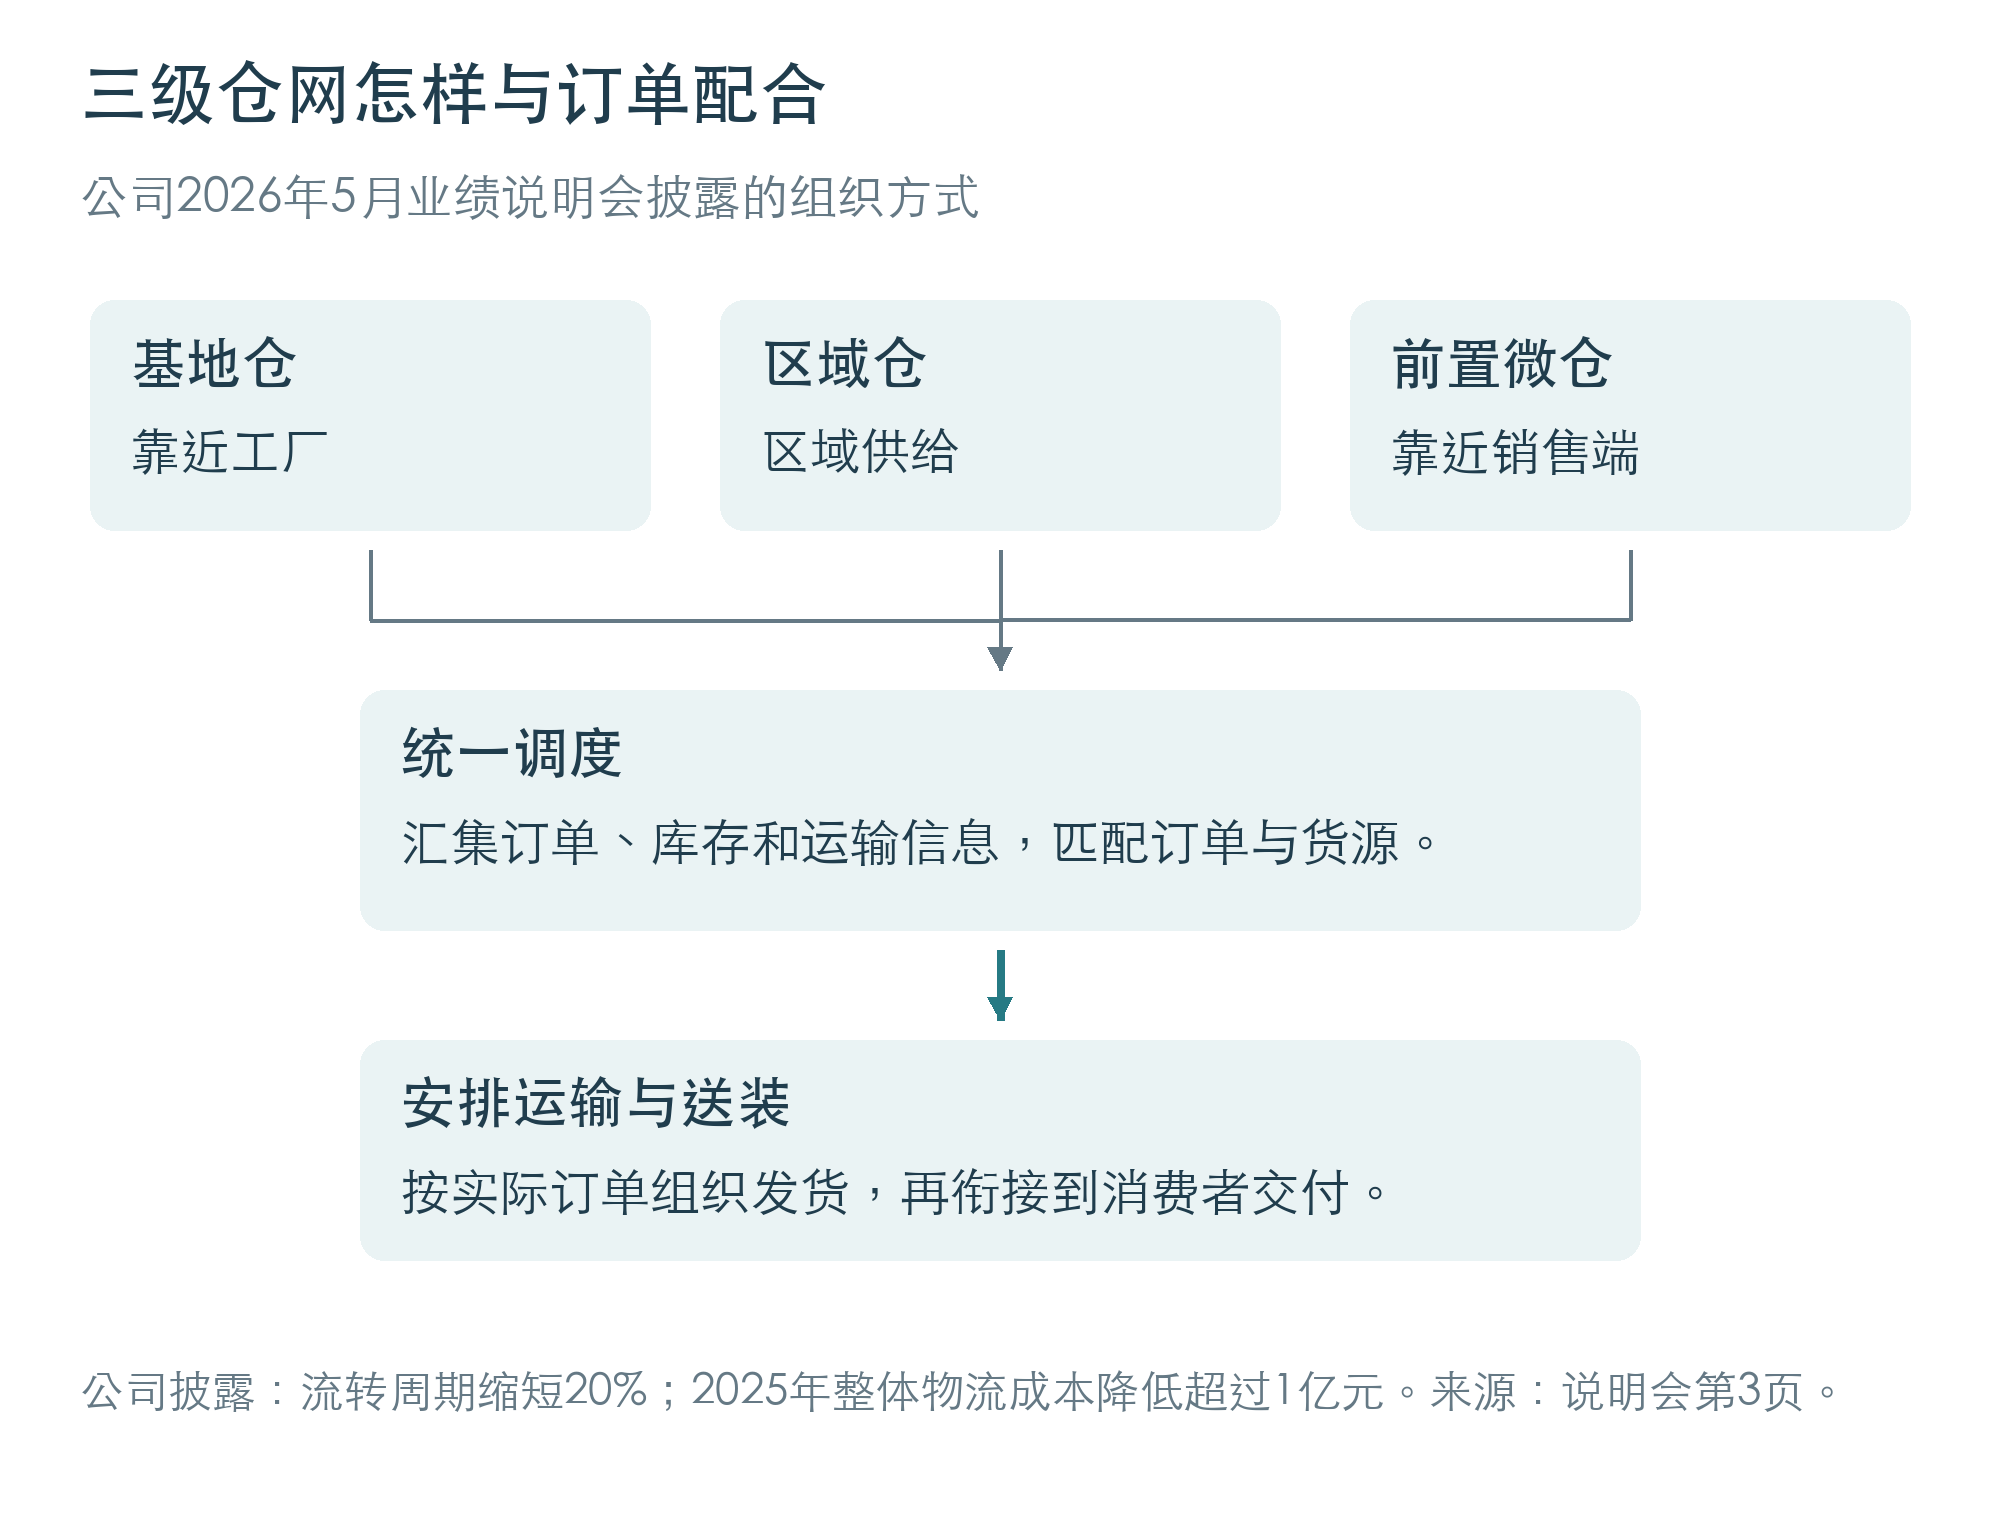 三级仓网怎样与订单配合
公司2026年5月业绩说明会披露的组织方式
基地仓
靠近工厂
区域仓
区域供给
前置微仓
靠近销售端
统一调度
汇集订单、库存和运输信息，匹配订单与货源。
安排运输与送装
按实际订单组织发货，再衔接到消费者交付。
公司披露：流转周期缩短20%；2025年整体物流成本降低超过1亿元。来源：说明会第3页。